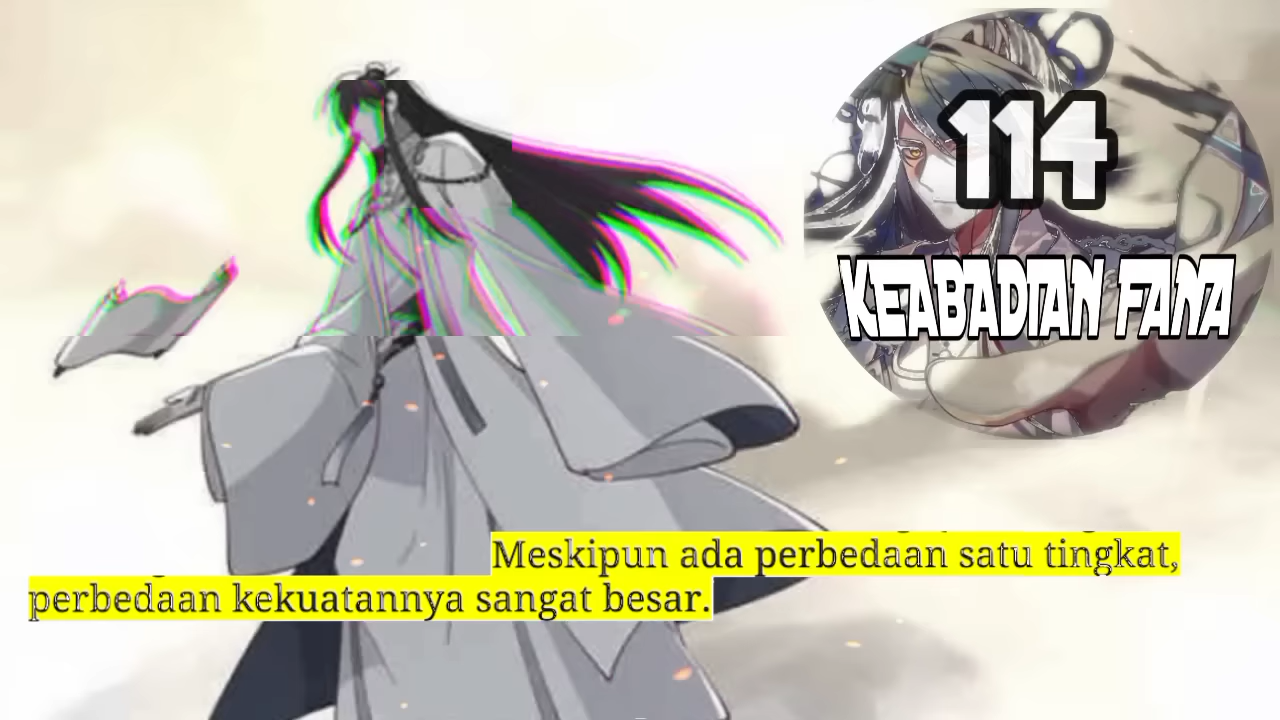 114
KEABADIAN FANA
Meskipun ada perbedaan satu tingkat,
perbedaan kekuatannya sangat besar.